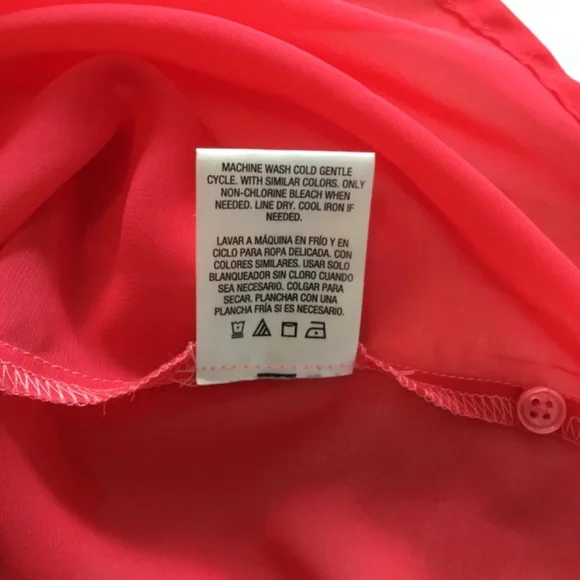 MACHINE WASH COLD GENTLE
CYCLE. WITH SIMILAR COLORS. ONLY
NON-CHLORINE BLEACH WHEN
NEEDED. LINE DRY. COOL IRON IF
NEEDED.
LAVAR A MÁQUINA EN FRÍO Y EN
CICLO PARA ROPA DELICADA. CON
COLORES SIMILARES. USAR SOLO
BLANQUEADOR SIN CLORO CUANDO
SEA NECESARIO. COLGAR PARA
SECAR. PLANCHAR CON UNA
PLANCHA FRÍA SI ES NECESARIO.